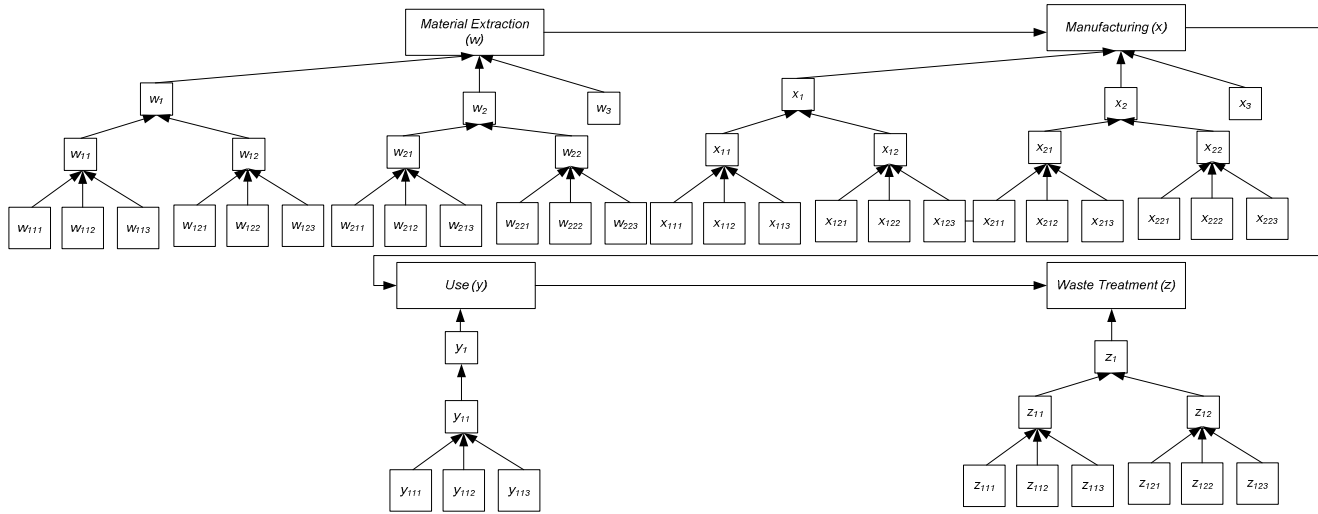 Material Extraction
(w)
Manufacturing (x)
w1
w2
w3
x1
x2
x3
w11
w12
w21
w22
x11
x12
x21
x22
w111
w112
w113
w121
w122
w123
w211
w212
w213
w221
w222
w223
x111
x112
x113
x121
x122
x123
x211
x212
x213
x221
x222
x223
Use (y)
Waste Treatment (z)
y1
z1
y11
z11
z12
y111
y112
y113
z111
z112
z113
z121
z122
z123